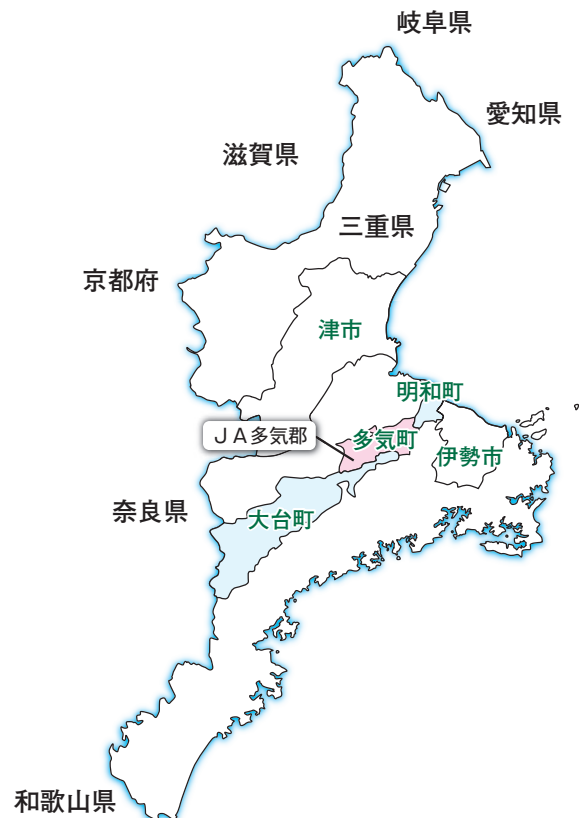 岐阜県
愛知県
滋賀県
三重県
京都府
津市
明和町
ＪＡ多気郡
多気町
伊勢市
奈良県
大台町
和歌山県